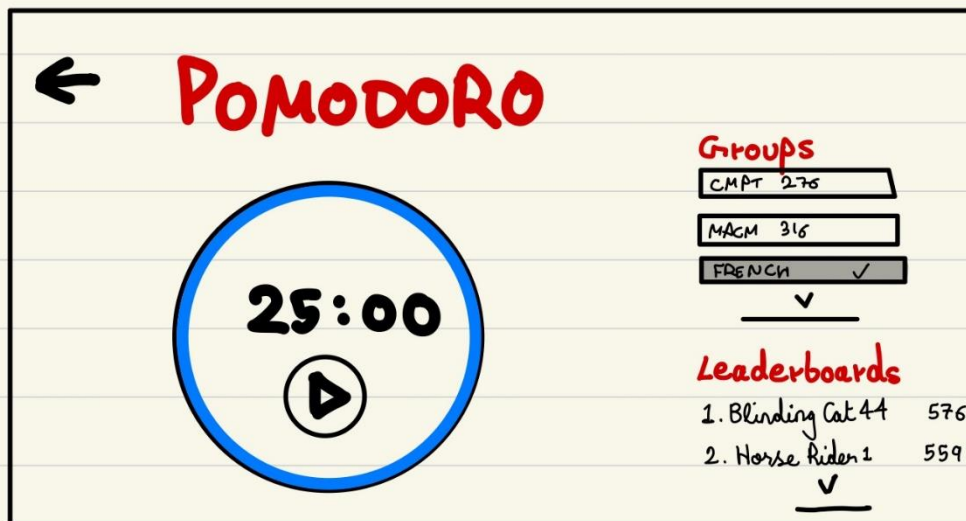 POMODORO
Groups
CMPT 276
MACM 316
FRENCH ✓
25:00
Leaderboards
1. Blinding Cat 44 576
2. Horse Rider 1 559